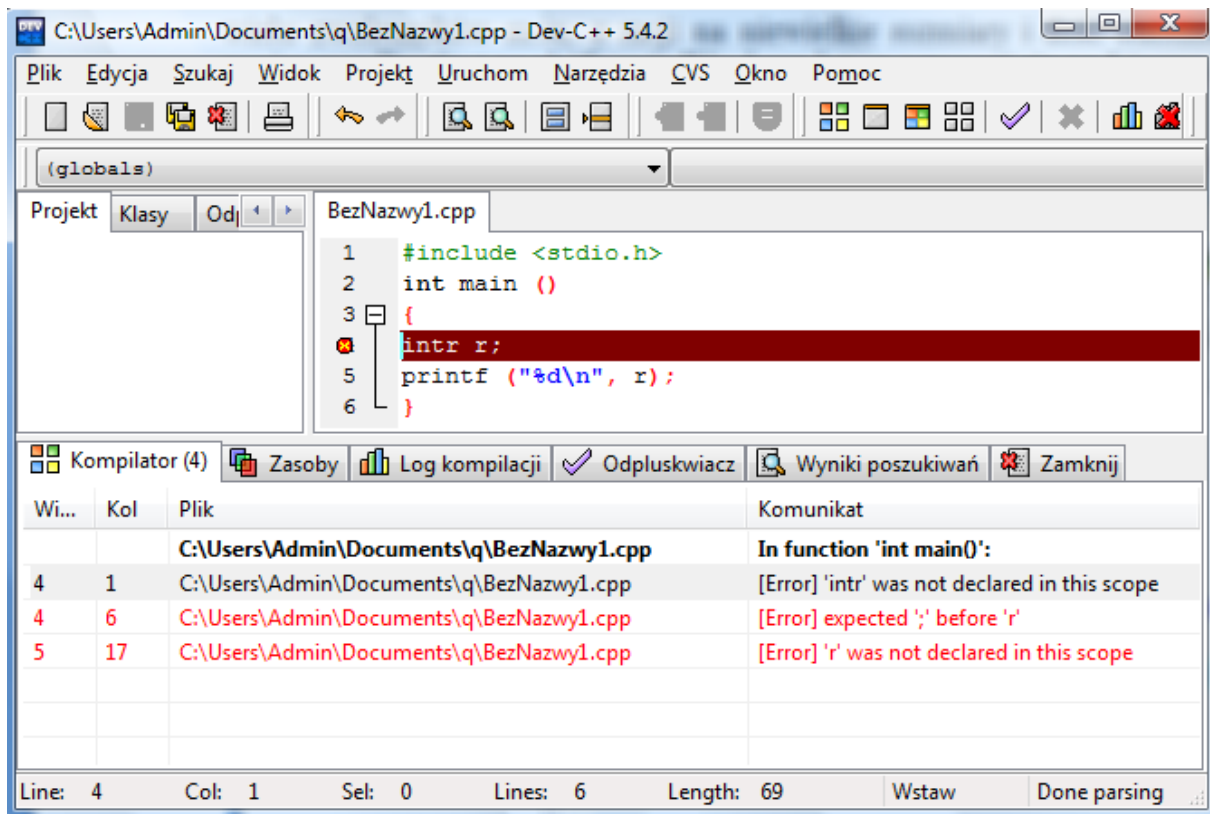 C:\Users\Admin\Documents\q\BezNazwy1.cpp - Dev-C++ 5.4.2
Plik Edycja Szukaj Widok Projekt Uruchom Narzędzia CVS Okno Pomoc
(globals)
Projekt Klasy Od BezNazwy1.cpp
1 #include <stdio.h>
2 int main ()
3 {
intr r;
5 printf ("%d\n", r);
6 }
Kompilator (4) Zasoby Log kompilacji Odpluskwiacz Wyniki poszukiwań Zamknij
Wi... Kol Plik Komunikat
C:\Users\Admin\Documents\q\BezNazwy1.cpp In function 'int main()':
4 1 C:\Users\Admin\Documents\q\BezNazwy1.cpp [Error] 'intr' was not declared in this scope
4 6 C:\Users\Admin\Documents\q\BezNazwy1.cpp [Error] expected ';' before 'r'
5 17 C:\Users\Admin\Documents\q\BezNazwy1.cpp [Error] 'r' was not declared in this scope
Line: 4 Col: 1 Sel: 0 Lines: 6 Length: 69 Wstaw Done parsing